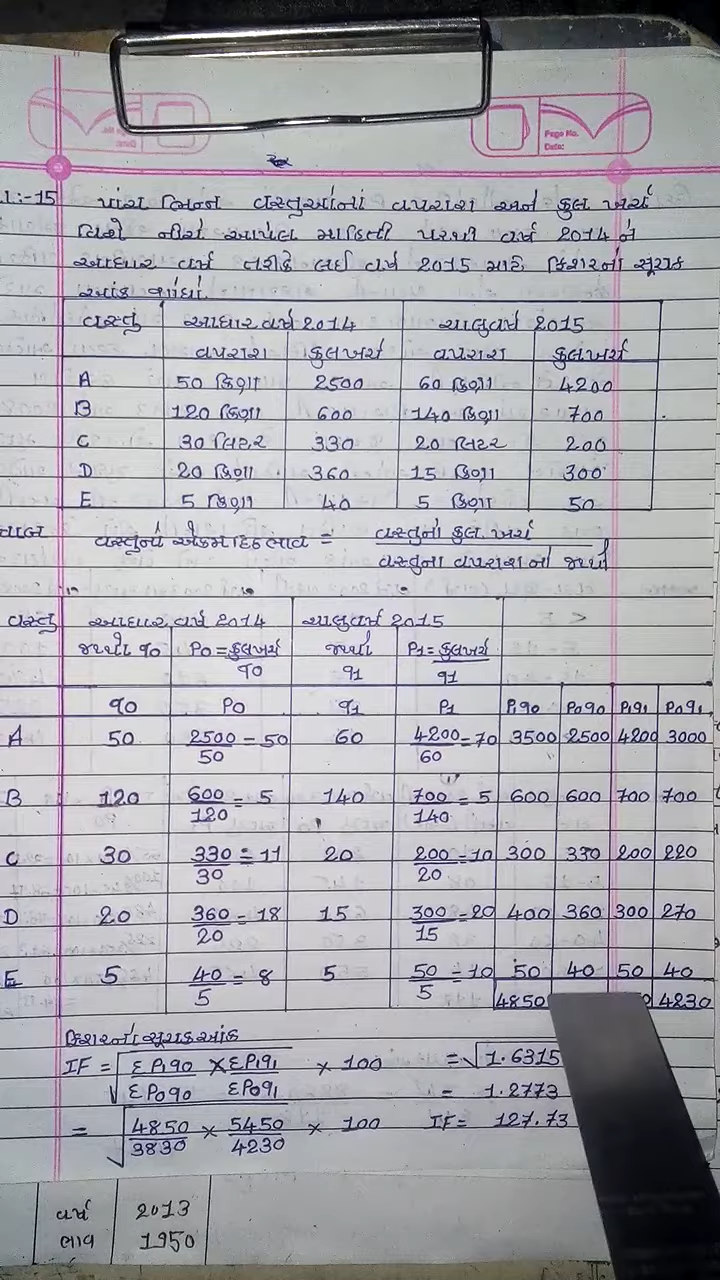 Page No.
Date:
1:-15 પાંચ ભિન્ન વસ્તુઓનાં વપરાશ અને કુલ ખર્ચ
વિશે નીચે આપેલ માહિતી પરથી વર્ષ 2014 ને
આધાર વર્ષ તરીકે લઈ વર્ષ 2015 માટે ફિશરનો સૂચક
આંક શોધો.
વસ્તું આધાર વર્ષ 2014 ચાલુવર્ષ 2015
વપરાશ કુલખર્ચ વપરાશ કુલખર્ચ
A 50 કિગ્રા 2500 60 કિગ્રા 4200
B 120 કિગ્રા 600 140 કિગ્રા 700
C 30 લિટર 330 20 લિટર 200
D 20 કિગ્રા 360 15 કિગ્રા 300
E 5 કિગ્રા 40 5 કિગ્રા 50
વસ્તુનો એકમ દિઠ ભાવ = વસ્તુનો કુલ ખર્ચ
વસ્તુના વપરાશ નો જથ્થો
વસ્તુ આધાર વર્ષ 2014 ચાલુવર્ષ 2015
જથ્થો q0 P0 = કુલખર્ચ જથ્થો P1 = કુલખર્ચ
q0 q1 q1
q0 P0 q1 P1 P1q0 P0q0 P1q1 P0q1
A 50 2500/50 = 50 60 4200/60 = 70 3500 2500 4200 3000
B 120 600/120 = 5 140 700/140 = 5 600 600 700 700
C 30 330/30 = 11 20 200/20 = 10 300 330 200 220
D 20 360/20 = 18 15 300/15 = 20 400 360 300 270
E 5 40/5 = 8 5 50/5 = 10 50 40 50 40
4850 4230
ફિશરનો સૂચક આંક
IF = √ΣP1q0/ΣP0q0 × ΣP1q1/ΣP0q1 × 100 = √1.6315
= 1.2773
= √4850/3830 × 5450/4230 × 100 IF = 127.73
વર્ષ 2013
ભાવ 1950